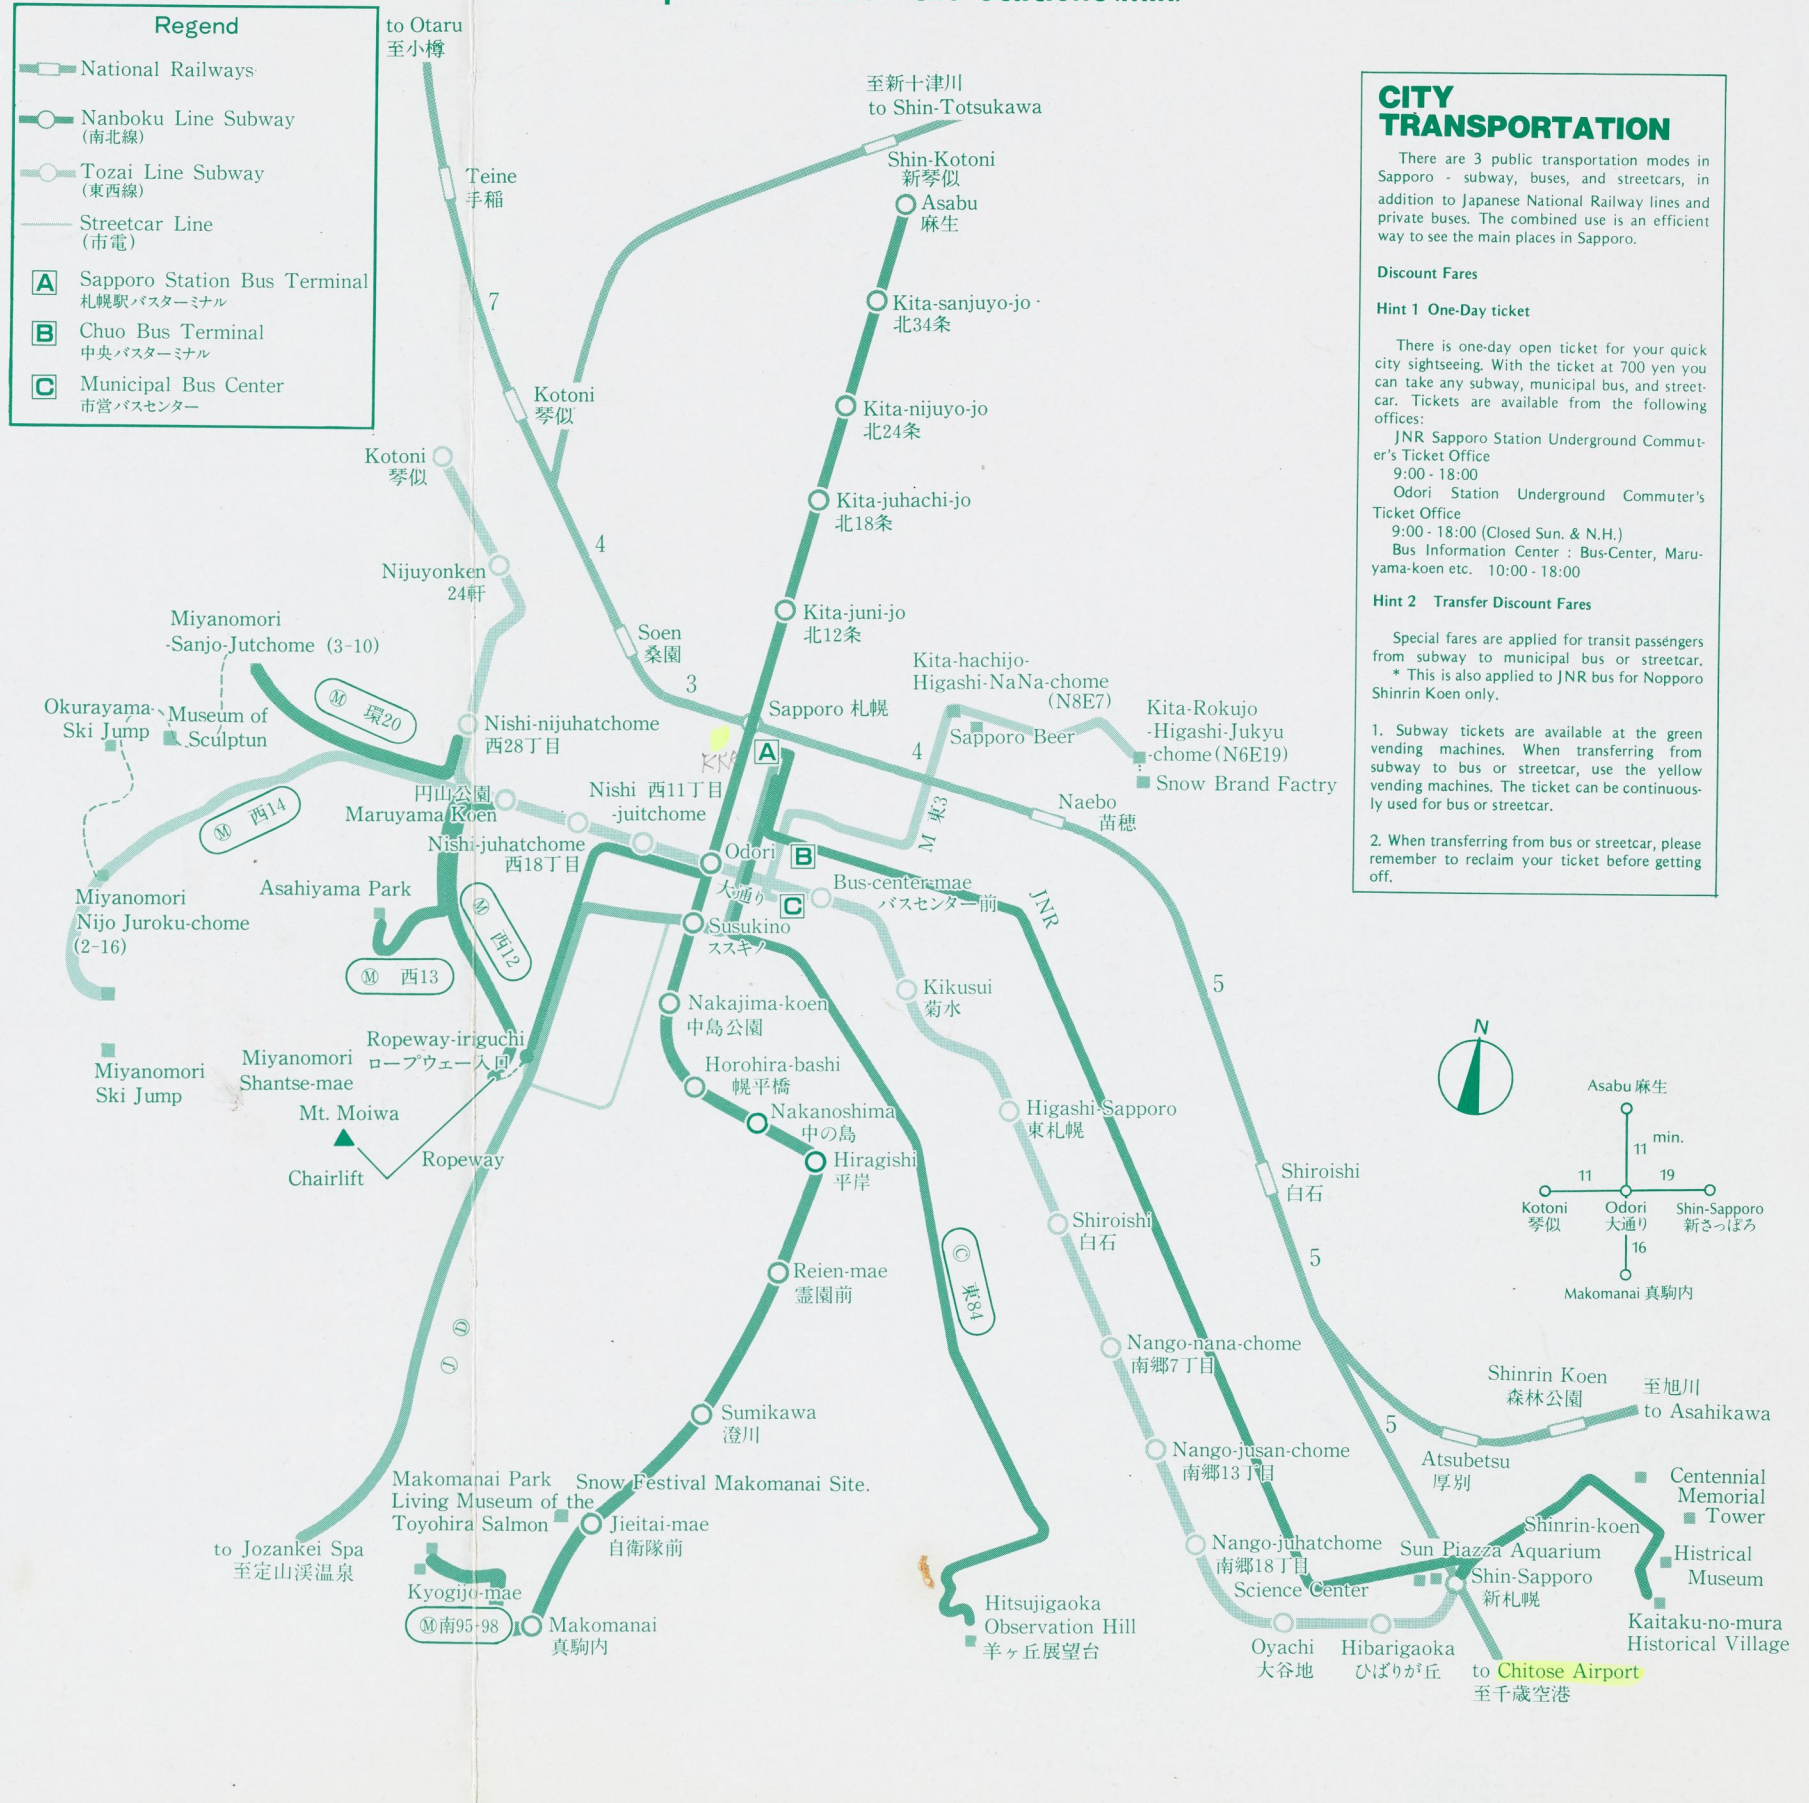 Regend
National Railways
Nanboku Line Subway
(南北線)
Tozai Line Subway
(東西線)
Streetcar Line
(市電)
A Sapporo Station Bus Terminal
札幌駅バスターミナル
B Chuo Bus Terminal
中央バスターミナル
C Municipal Bus Center
市営バスセンター
to Otaru
至小樽
Teine
手稲
7
至新十津川
to Shin-Totsukawa
Shin-Kotoni
新琴似
Asabu
麻生
Kita-sanjuyo-jo
北34条
Kotoni
琴似
Kita-nijuyo-jo
北24条
Kotoni
琴似
Kita-juhachi-jo
北18条
4
Nijuyonken
24軒
Kita-juni-jo
北12条
Soen
桑園
3
Miyanomori
-Sanjo-Jutchome (3-10)
Ⓜ 環20
Okurayama
Ski Jump
Museum of
Sculptun
Nishi-nijuhatchome
西28丁目
Sapporo 札幌
A
KKR
Kita-hachijo-
Higashi-NaNa-chome
(N8E7)
Sapporo Beer
Kita-Rokujo
-Higashi-Jukyu
-chome(N6E19)
Snow Brand Factry
4
Ⓜ 西14
円山公園
Maruyama Koen
Nishi 西11丁目
-juitchome
Nishi-juhatchome
西18丁目
M 東3
Naebo
苗穂
Odori
大通り
B
C
Bus-center-mae
バスセンター前
JNR
Miyanomori
Nijo Juroku-chome
(2-16)
Asahiyama Park
Ⓜ 西13
Ⓜ 西12
Susukino
ススキノ
5
Kikusui
菊水
Nakajima-koen
中島公園
Ropeway-iriguchi
ロープウェー入口
Miyanomori
Ski Jump
Miyanomori
Shantse-mae
Mt. Moiwa
Chairlift
Ropeway
Horohira-bashi
幌平橋
Nakanoshima
中の島
Hiragishi
平岸
Higashi-Sapporo
東札幌
Shiroishi
白石
Shiroishi
白石
5
Reien-mae
霊園前
Ⓒ 東84
Ⓓ
Ⓙ
Nango-nana-chome
南郷7丁目
Sumikawa
澄川
Nango-jusan-chome
南郷13丁目
Shinrin Koen
森林公園
至旭川
to Asahikawa
5
Atsubetsu
厚別
Makomanai Park
Living Museum of the
Toyohira Salmon
Snow Festival Makomanai Site.
Jieitai-mae
自衛隊前
to Jozankei Spa
至定山渓温泉
Kyogijo-mae
Ⓜ南95-98
Makomanai
真駒内
Hitsujigaoka
Observation Hill
羊ヶ丘展望台
Nango-juhatchome
南郷18丁目
Science Center
Sun Piazza Aquarium
Shinrin-koen
Shin-Sapporo
新札幌
Oyachi
大谷地
Hibarigaoka
ひばりが丘
Centennial
Memorial
Tower
Histrical
Museum
Kaitaku-no-mura
Historical Village
to Chitose Airport
至千歳空港
CITY
TRANSPORTATION
There are 3 public transportation modes in
Sapporo - subway, buses, and streetcars, in
addition to Japanese National Railway lines and
private buses. The combined use is an efficient
way to see the main places in Sapporo.
Discount Fares
Hint 1 One-Day ticket
There is one-day open ticket for your quick
city sightseeing. With the ticket at 700 yen you
can take any subway, municipal bus, and street-
car. Tickets are available from the following
offices:
JNR Sapporo Station Underground Commut-
er's Ticket Office
9:00 - 18:00
Odori Station Underground Commuter's
Ticket Office
9:00 - 18:00 (Closed Sun. & N.H.)
Bus Information Center : Bus-Center, Maru-
yama-koen etc. 10:00 - 18:00
Hint 2 Transfer Discount Fares
Special fares are applied for transit passengers
from subway to municipal bus or streetcar.
* This is also applied to JNR bus for Nopporo
Shinrin Koen only.
1. Subway tickets are available at the green
vending machines. When transferring from
subway to bus or streetcar, use the yellow
vending machines. The ticket can be continuous-
ly used for bus or streetcar.
2. When transferring from bus or streetcar, please
remember to reclaim your ticket before getting
off.
N
Asabu 麻生
11 min.
11
19
Kotoni
琴似
Odori
大通り
Shin-Sapporo
新さっぽろ
16
Makomanai 真駒内